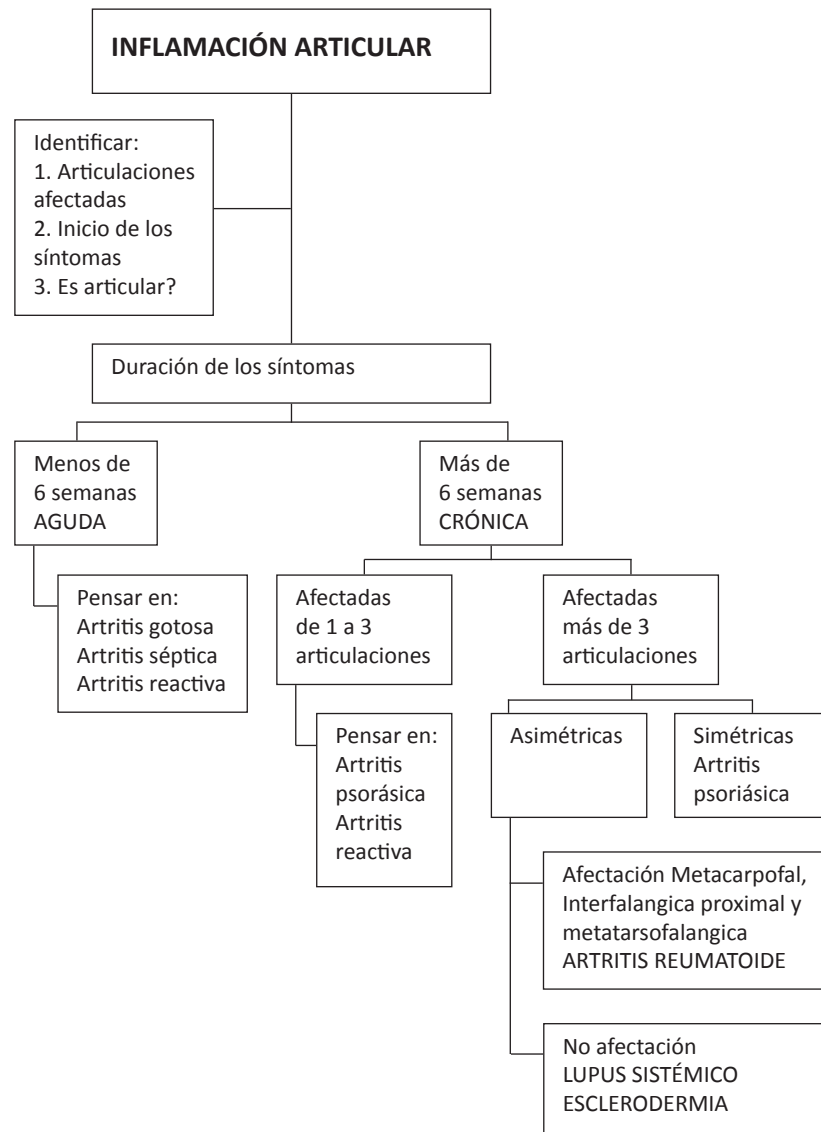 INFLAMACIÓN ARTICULAR
Identificar:
1. Articulaciones
afectadas
2. Inicio de los
síntomas
3. Es articular?
Duración de los síntomas
Menos de
6 semanas
AGUDA
Más de
6 semanas
CRÓNICA
Pensar en:
Artritis gotosa
Artritis séptica
Artritis reactiva
Afectadas
de 1 a 3
articulaciones
Afectadas
más de 3
articulaciones
Pensar en:
Artritis
psorásica
Artritis
reactiva
Asimétricas
Simétricas
Artritis
psoriásica
Afectación Metacarpofal,
Interfalangica proximal y
metatarsofalangica
ARTRITIS REUMATOIDE
No afectación
LUPUS SISTÉMICO
ESCLERODERMIA